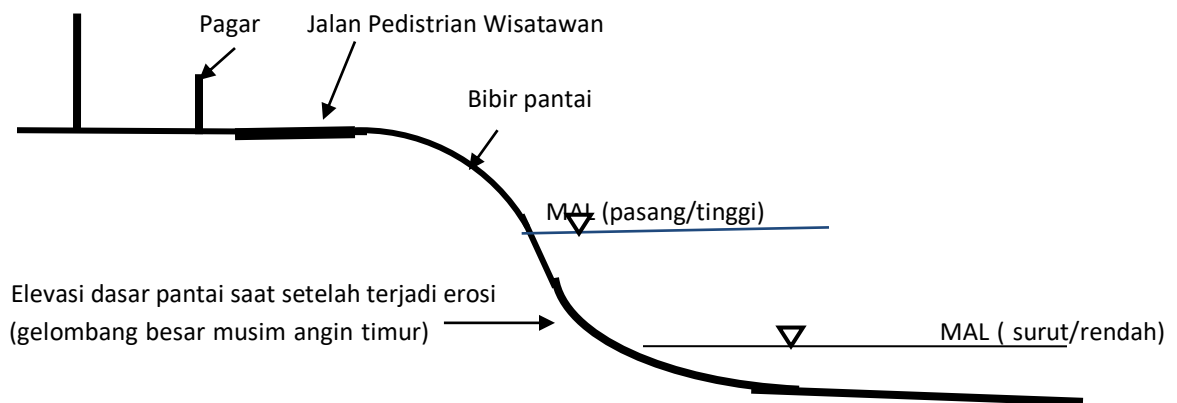 Pagar
Jalan Pedistrian Wisatawan
Bibir pantai
MAL (pasang/tinggi)
Elevasi dasar pantai saat setelah terjadi erosi
(gelombang besar musim angin timur)
MAL ( surut/rendah)